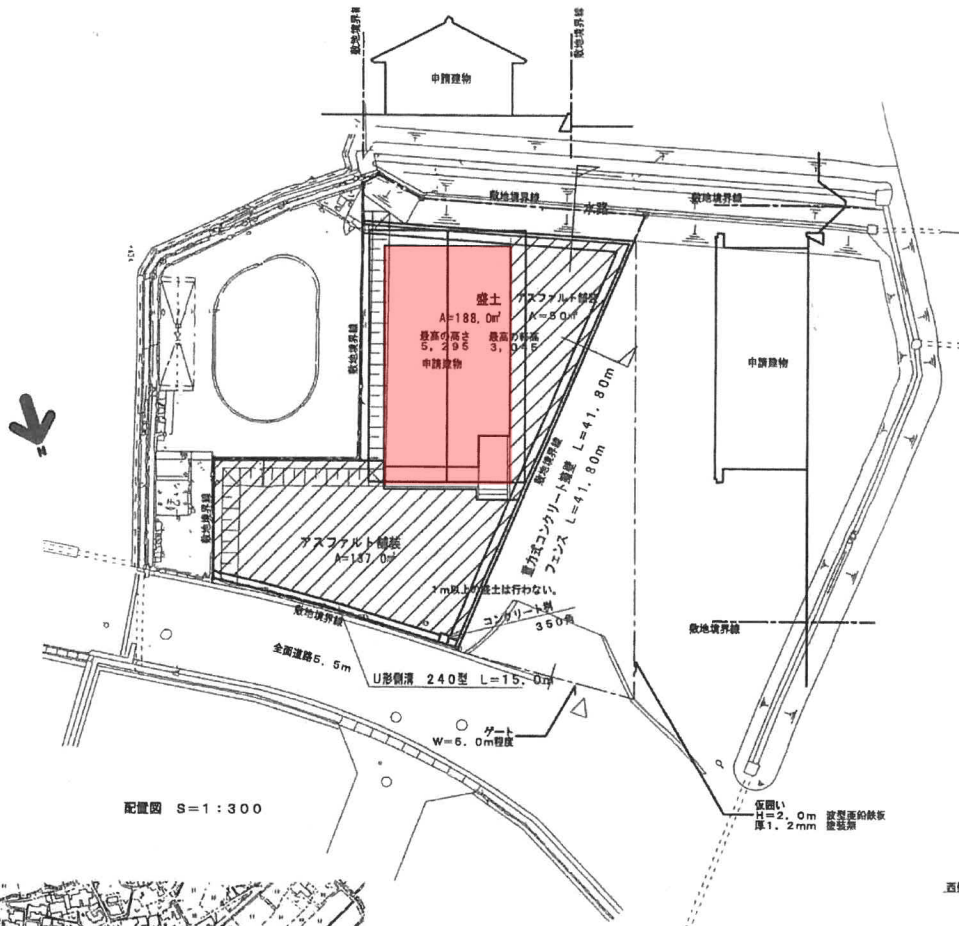 敷地境界線
敷地境界線
申請建物
敷地境界線
水路
敷地境界線
盛土
A=188.0㎡
アスファルト舗装
A=50㎡
最高の高さ
5,295
最高の軒高
申請建物
敷地境界線
申請建物
敷地境界線
重力式コンクリート擁壁 L=41.80m
フェンス L=41.80m
敷地境界線
アスファルト舗装
A=137.0㎡
1m以上の盛土は行わない。
コンクリート桝
350角
敷地境界線
敷地境界線
全面道路5.5m
U形側溝 240型 L=15.0m
ゲート
W=6.0m程度
N
配置図 S=1:300
仮囲い
H=2.0m 波型亜鉛鉄板
厚1.2mm